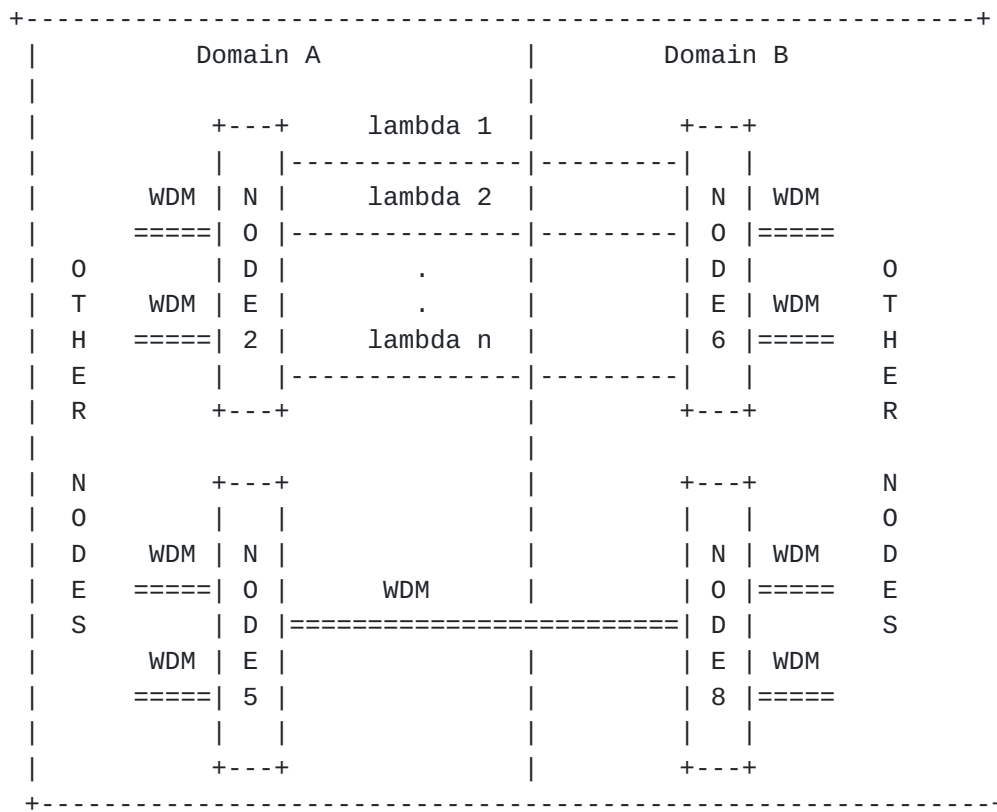 +-------------------------------------------------------------+
 |          Domain A             |        Domain B
 |                               |
 |           +---+     lambda 1  |         +---+
 |           |   |---------------|---------|   |
 |       WDM | N |     lambda 2  |         | N | WDM
 |      =====| O |---------------|---------| O |=====
 |  O        | D |        .      |         | D |        O
 |  T    WDM | E |        .      |         | E | WDM    T
 |  H   =====| 2 |     lambda n  |         | 6 |=====   H
 |  E        |   |---------------|---------|   |        E
 |  R        +---+               |         +---+        R
 |                               |
 |  N        +---+               |         +---+        N
 |  O        |   |               |         |   |        O
 |  D    WDM | N |               |         | N | WDM    D
 |  E   =====| O |      WDM      |         | O |=====   E
 |  S        | D |=========================| D |        S
 |       WDM | E |               |         | E | WDM
 |      =====| 5 |               |         | 8 |=====
 |           |   |               |         |   |
 |           +---+               |         +---+
 +-------------------------------------------------------------